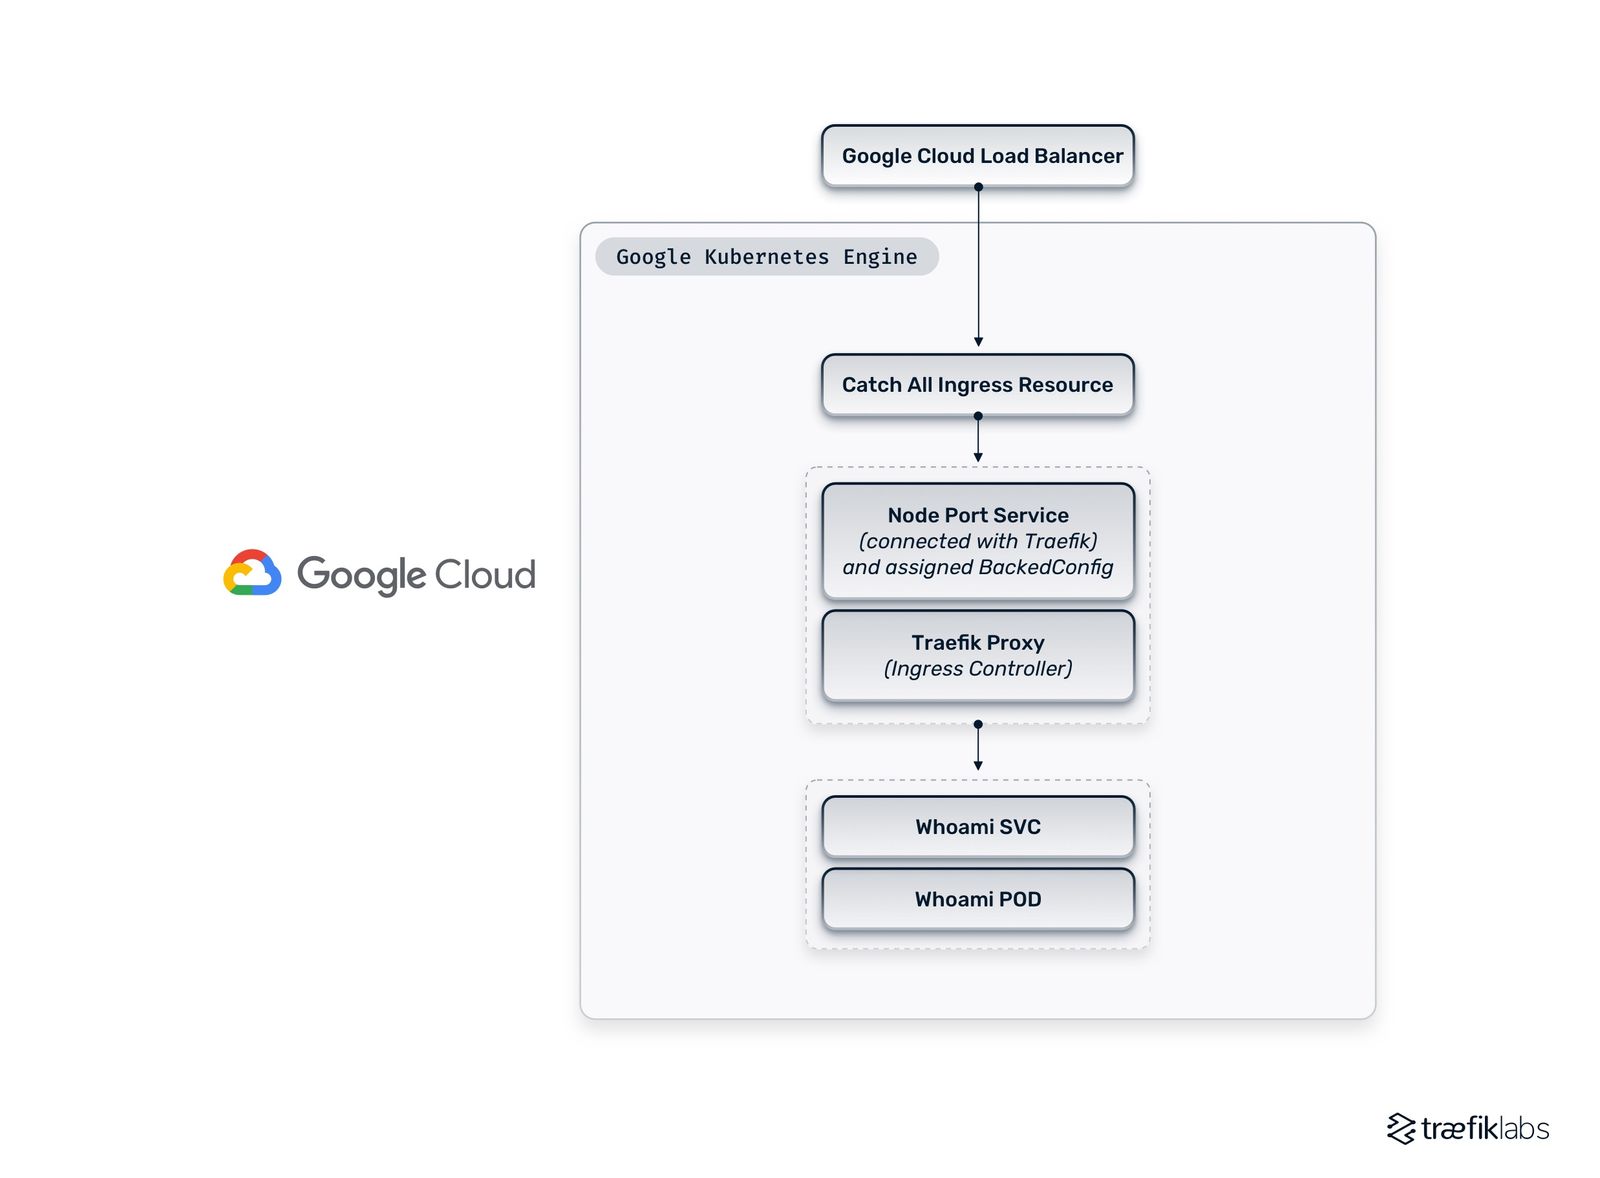 Google Cloud Load Balancer
Google Kubernetes Engine
Catch All Ingress Resource
Node Port Service
(connected with Traefik)
and assigned BackedConfig
Traefik Proxy
(Ingress Controller)
Google Cloud
Whoami SVC
Whoami POD
træfiklabs